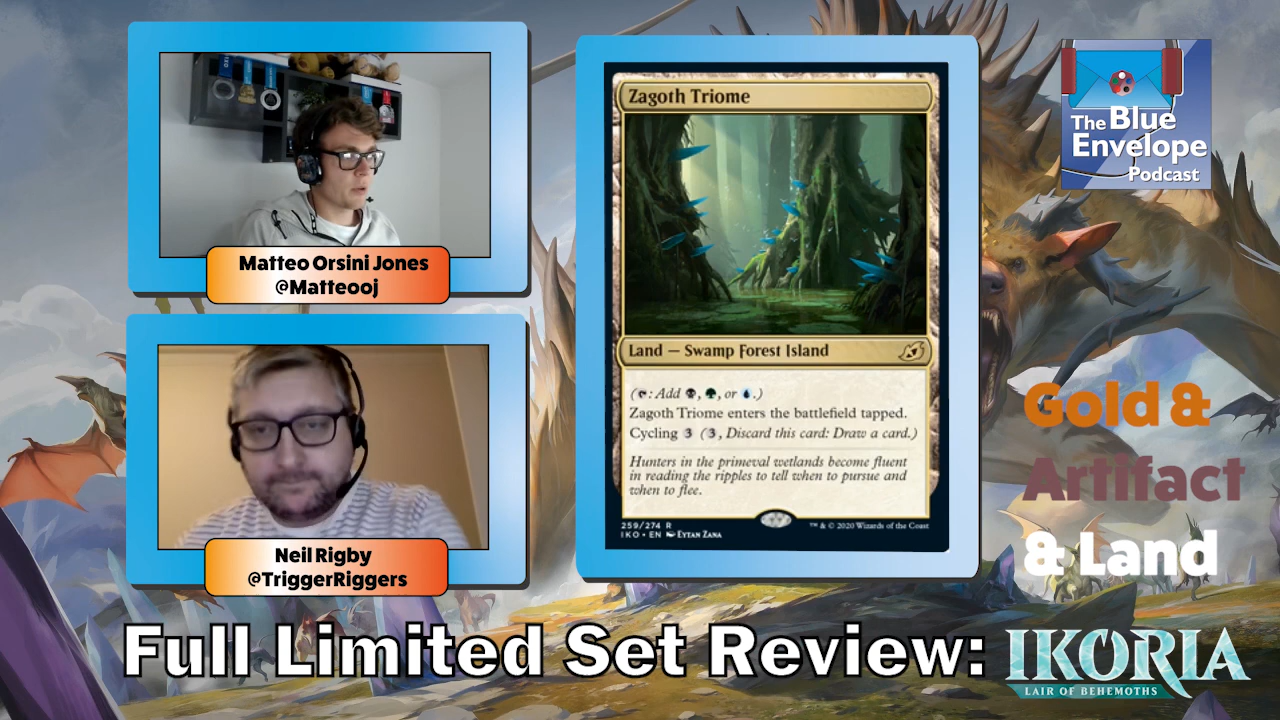 Matteo Orsini Jones
@Matteooj
Neil Rigby
@TriggerRiggers
Zagoth Triome
Land — Swamp Forest Island
( : Add , , or .)
Zagoth Triome enters the battlefield tapped.
Cycling 3 (3, Discard this card: Draw a card.)
Hunters in the primeval wetlands become fluent
in reading the ripples to tell when to pursue and
when to flee.
259/274 R
IKO • EN EYTAN ZANA
™ & © 2020 Wizards of the Coast
The Blue
Envelope
Podcast
Gold &
Artifact
& Land
Full Limited Set Review:
IKORIA
LAIR OF BEHEMOTHS